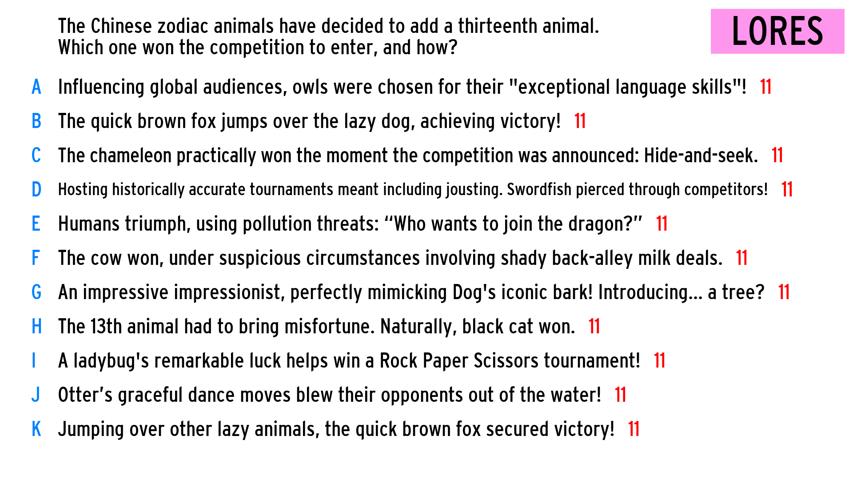 The Chinese zodiac animals have decided to add a thirteenth animal.
Which one won the competition to enter, and how?
LORES
A Influencing global audiences, owls were chosen for their "exceptional language skills"! 11
B The quick brown fox jumps over the lazy dog, achieving victory! 11
C The chameleon practically won the moment the competition was announced: Hide-and-seek. 11
D Hosting historically accurate tournaments meant including jousting. Swordfish pierced through competitors! 11
E Humans triumph, using pollution threats: “Who wants to join the dragon?” 11
F The cow won, under suspicious circumstances involving shady back-alley milk deals. 11
G An impressive impressionist, perfectly mimicking Dog's iconic bark! Introducing... a tree? 11
H The 13th animal had to bring misfortune. Naturally, black cat won. 11
I A ladybug's remarkable luck helps win a Rock Paper Scissors tournament! 11
J Otter’s graceful dance moves blew their opponents out of the water! 11
K Jumping over other lazy animals, the quick brown fox secured victory! 11